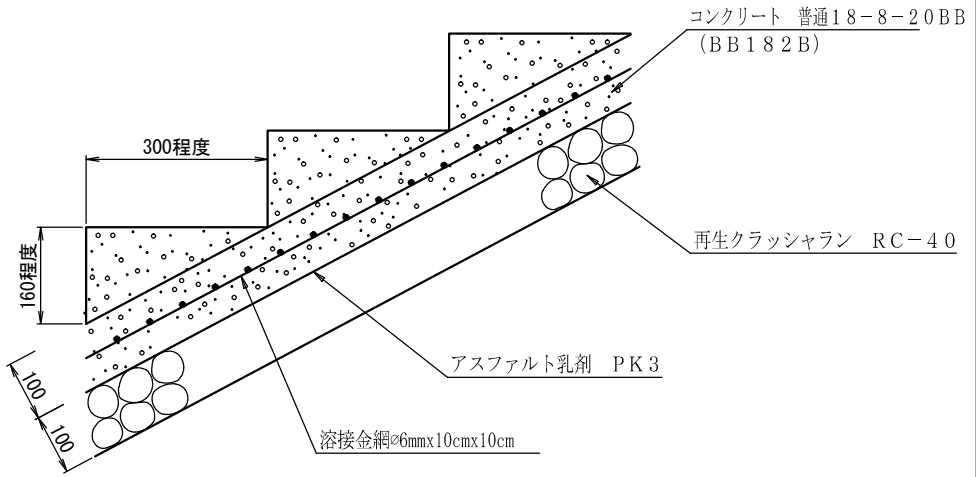 コンクリート 普通18-8-20BB
(BB182B)
300程度
160程度
再生クラッシャラン RC-40
アスファルト乳剤 PK3
100
100
溶接金網⌀6mmx10cmx10cm